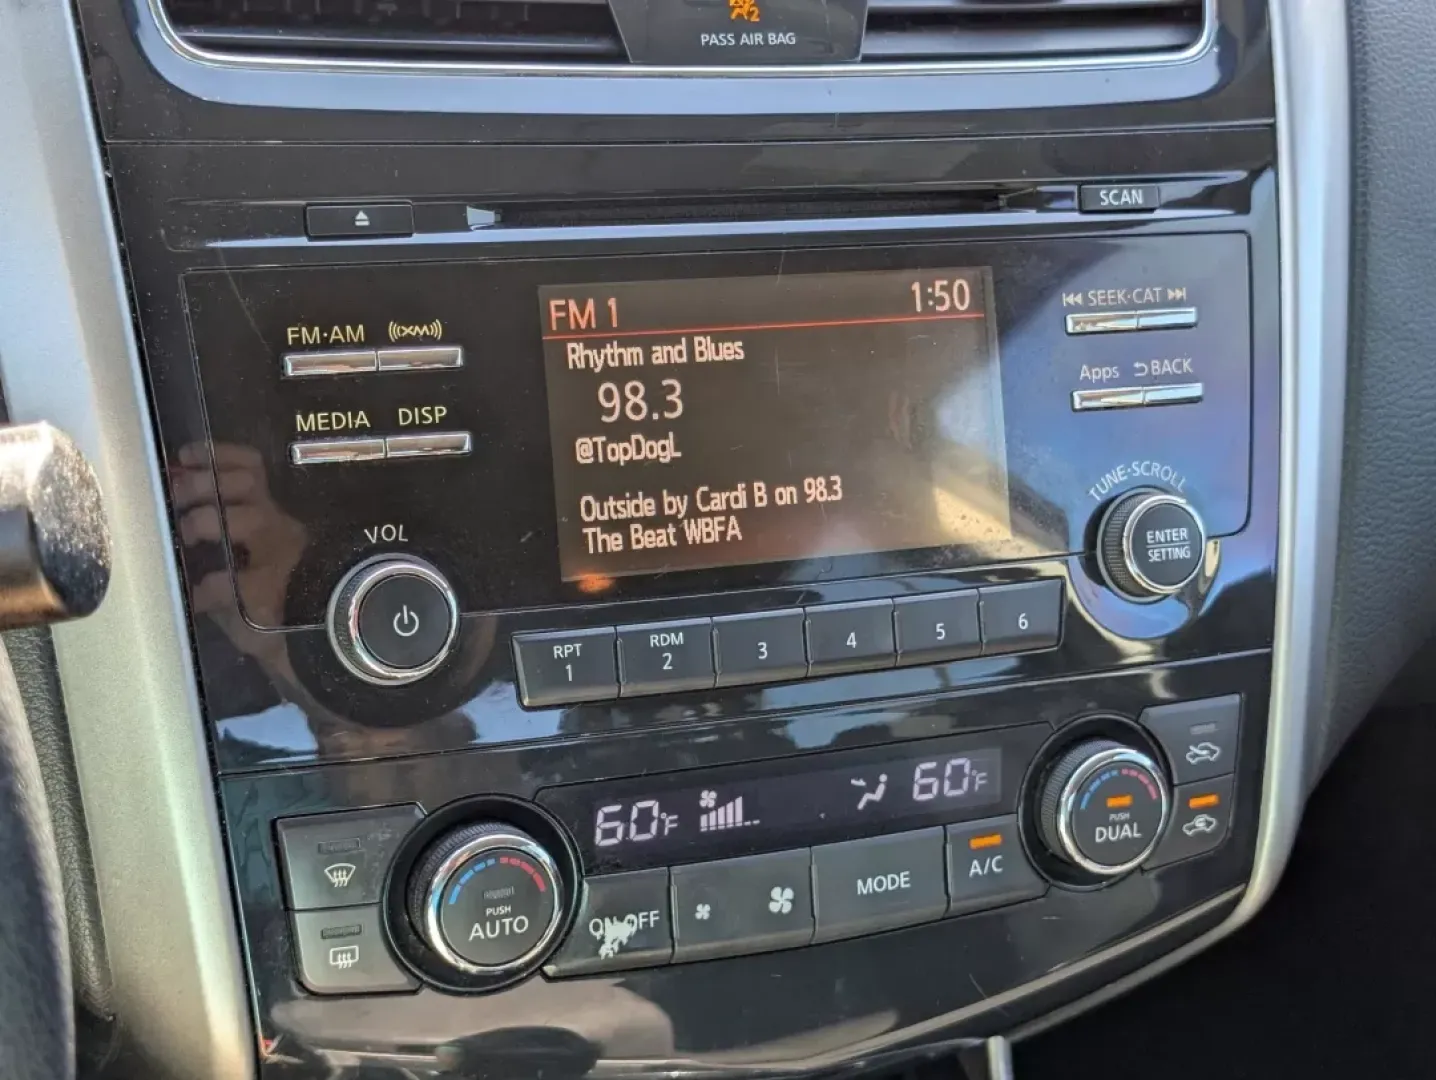 2
PASS AIR BAG
SCAN
FM 1 1:50
Rhythm and Blues
98.3
@TopDogL
Outside by Cardi B on 98.3
The Beat WBFA
FM·AM ((XM))
MEDIA DISP
VOL
SEEK·CAT
Apps BACK
TUNE·SCROLL
ENTER
SETTING
RPT
1
RDM
2
3
4
5
6
60°F
60°F
PUSH
AUTO
ON·OFF
MODE
A/C
PUSH
DUAL